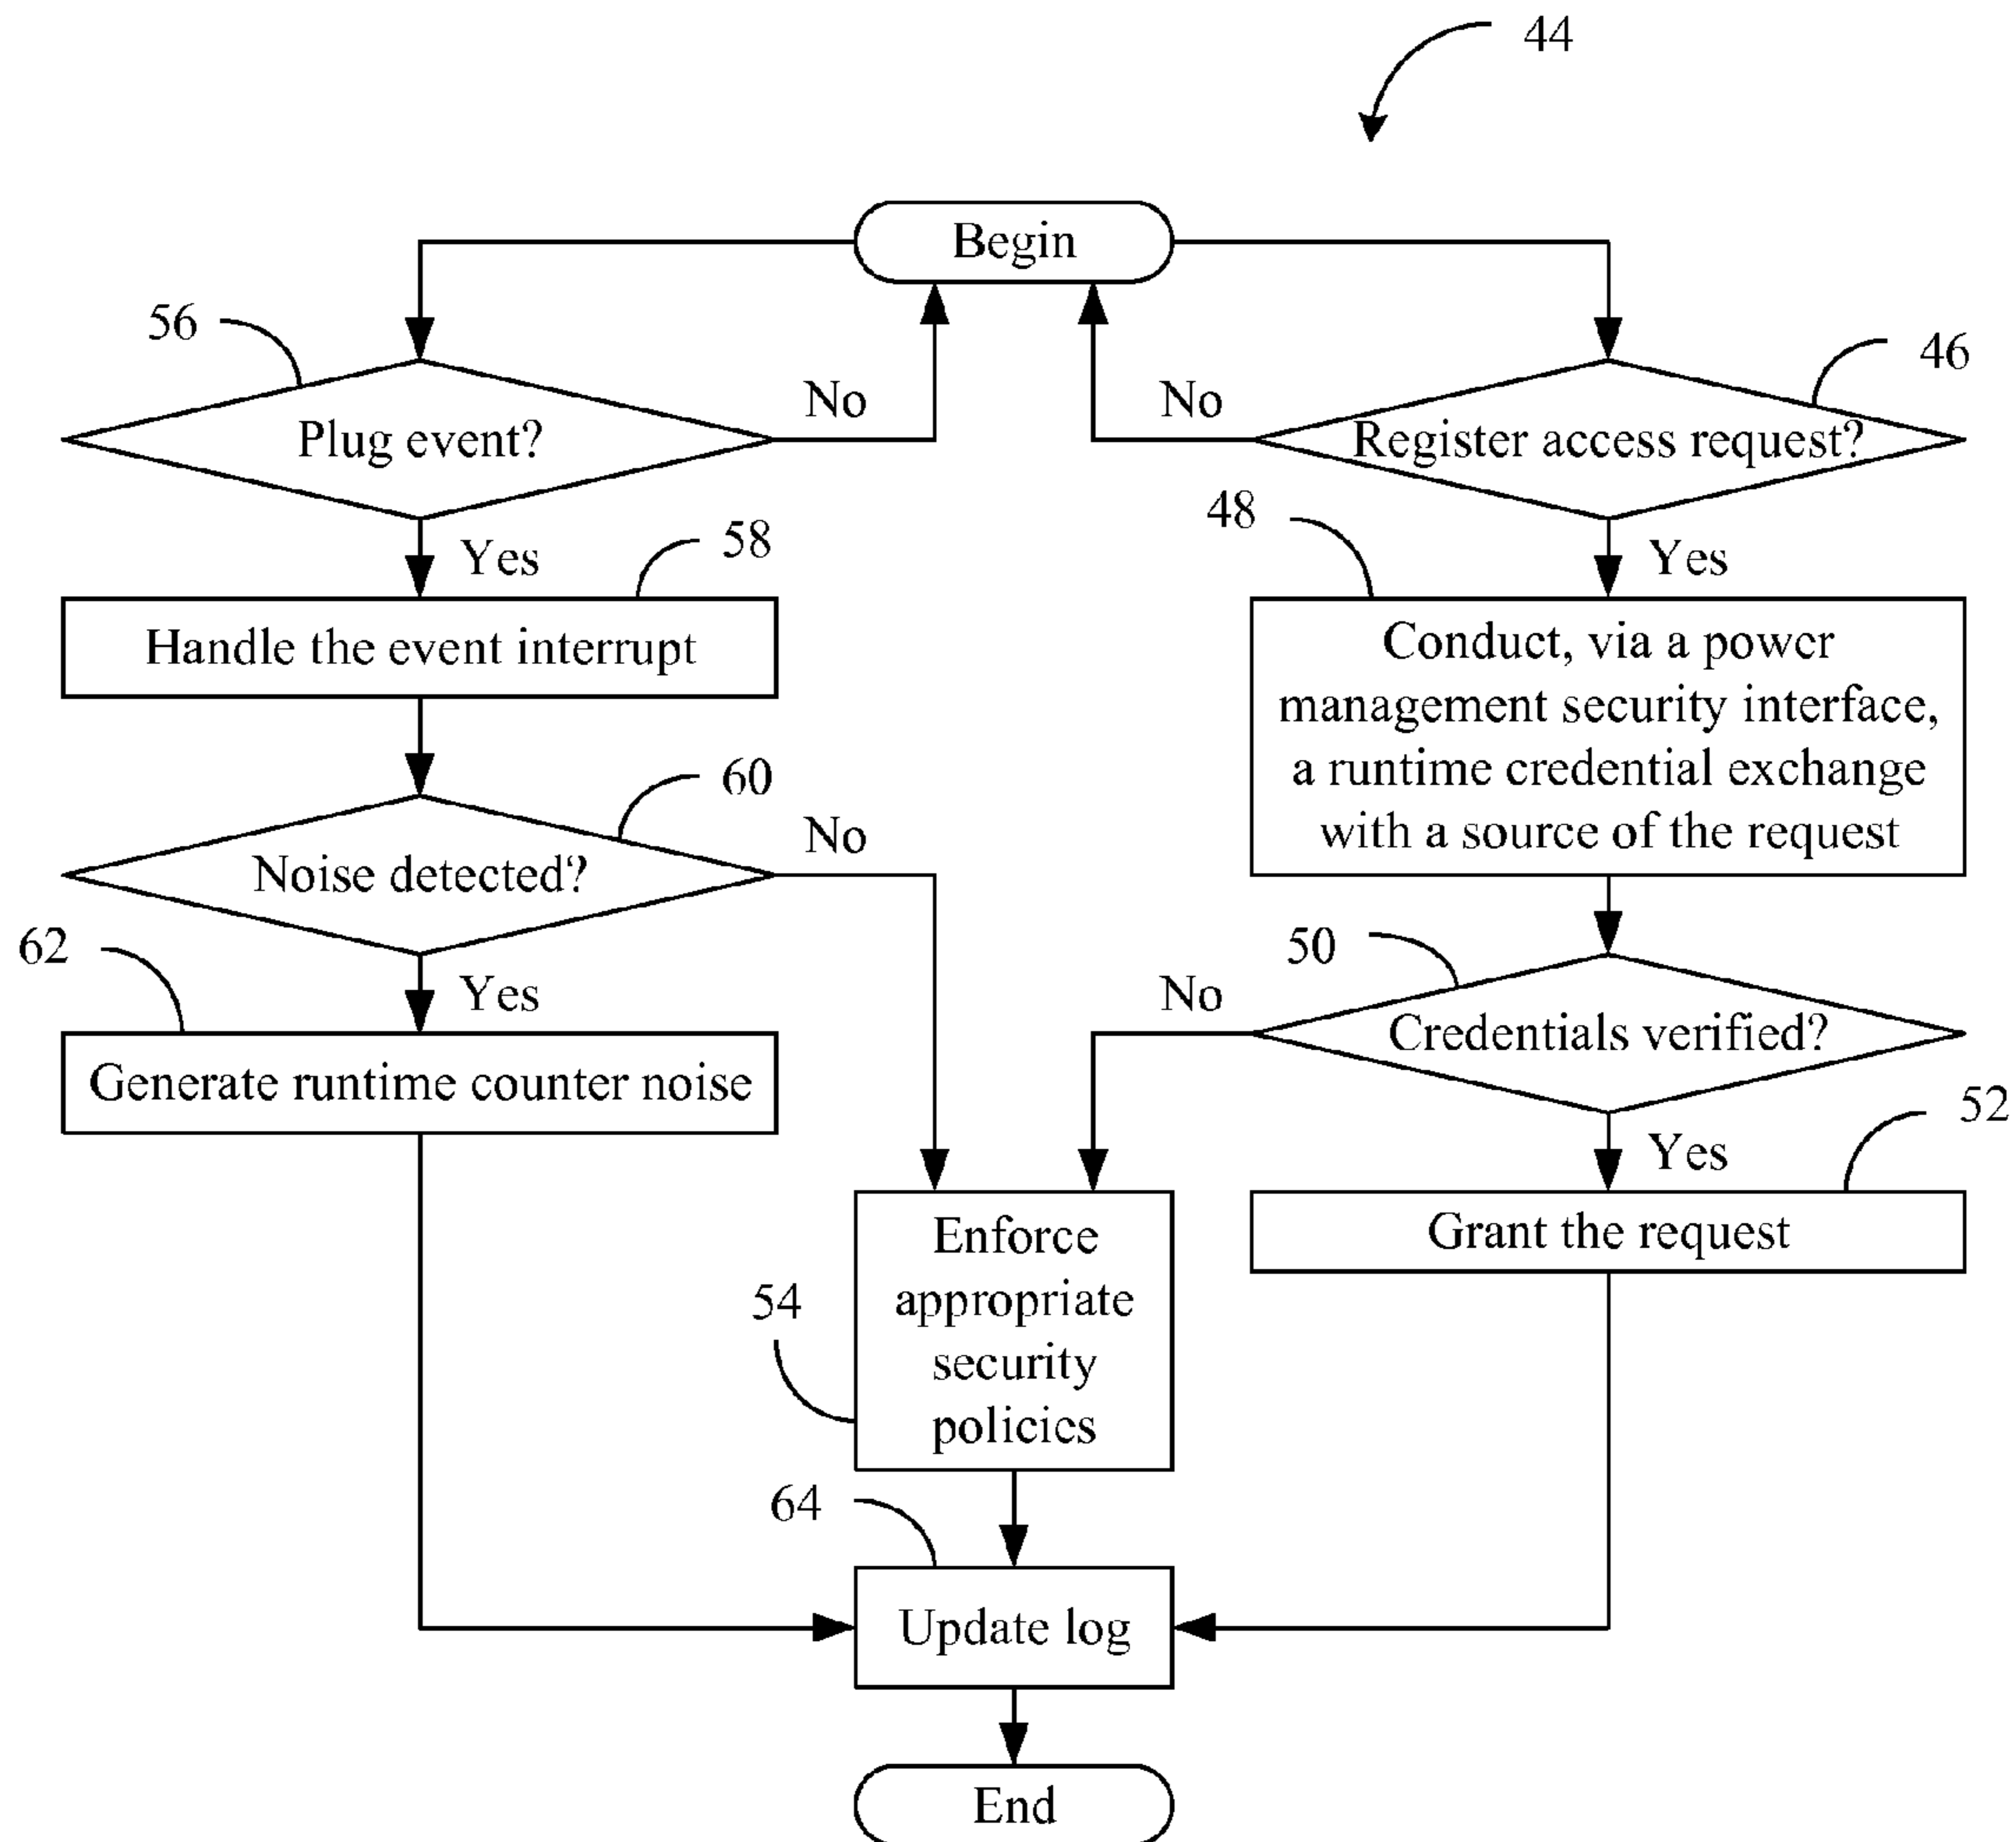 44
Begin
56
46
No
No
Plug event?
Register access request?
48
58
Yes
Yes
Handle the event interrupt
Conduct, via a power
management security interface,
a runtime credential exchange
with a source of the request
60
No
Noise detected?
62
50
Yes
No
Credentials verified?
Generate runtime counter noise
52
Yes
Grant the request
Enforce
appropriate
security
policies
54
64
Update log
End